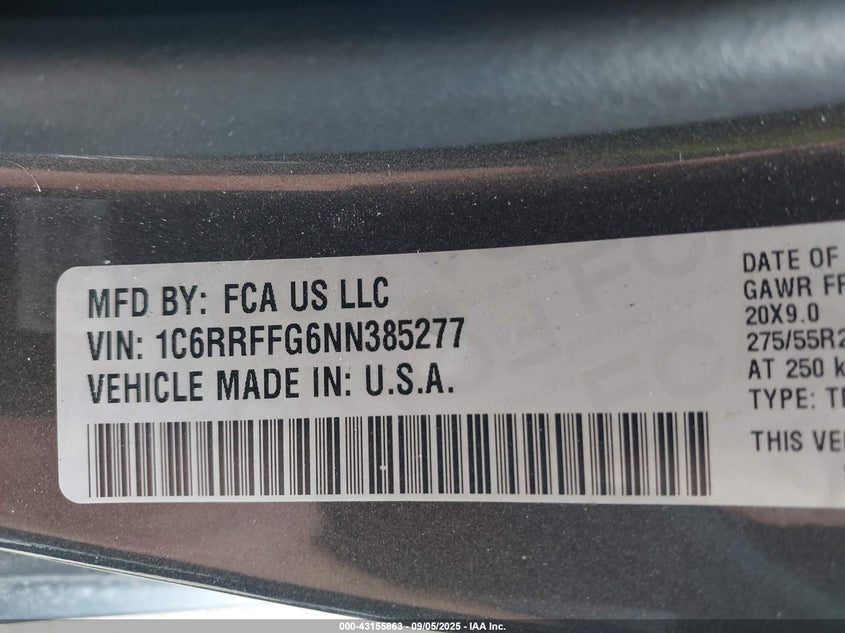 MFD BY: FCA US LLC
VIN: 1C6RRFFG6NN385277
VEHICLE MADE IN: U.S.A.
DATE OF
GAWR
20X9.0
275/55R2
AT 250
TYPE:
THIS
000-43155863 - 09/05/2025 - IAA Inc.